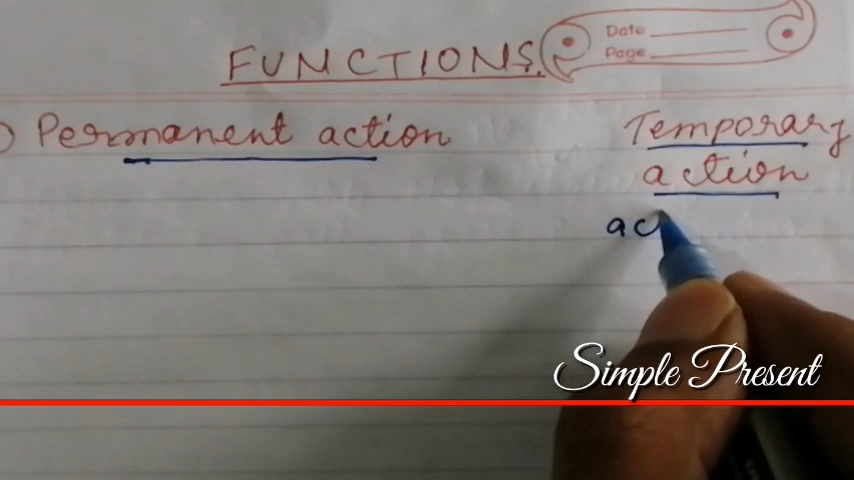 Date
Page
FUNCTIONS.
) Permanent action
Temporary
action
ac
Simple Present